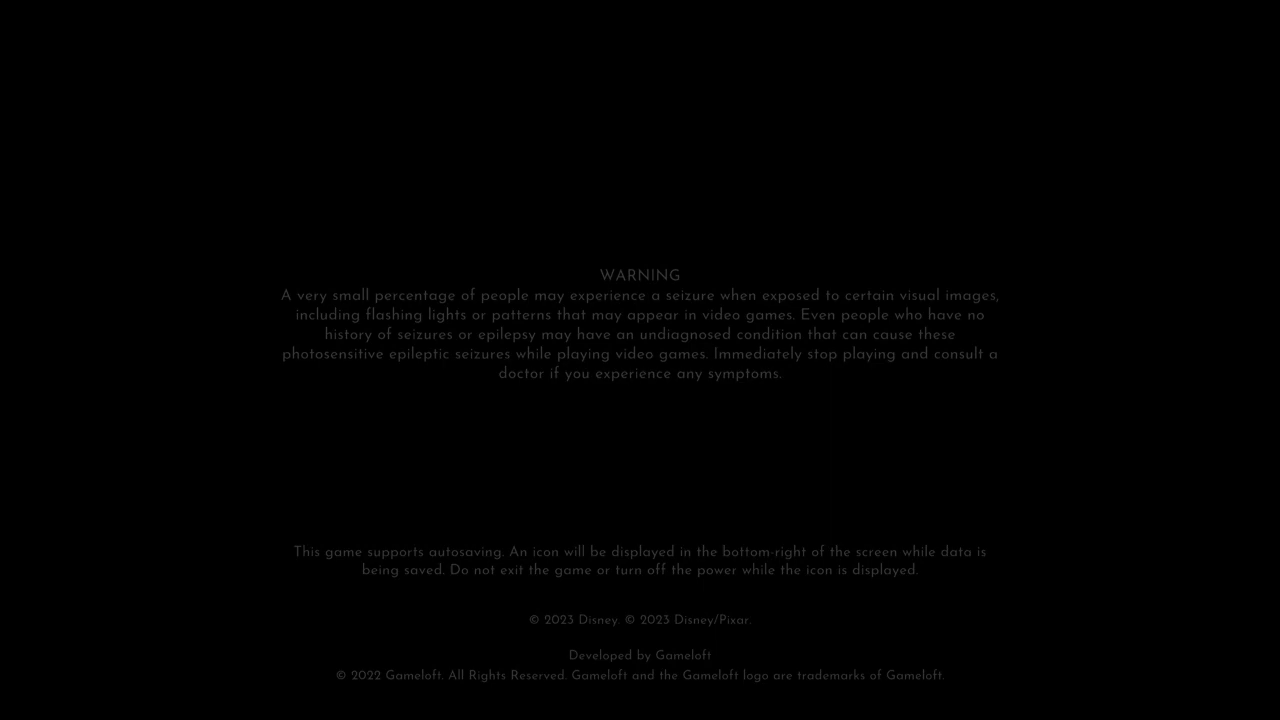 WARNING
A very small percentage of people may experience a seizure when exposed to certain visual images,
including flashing lights or patterns that may appear in video games. Even people who have no
history of seizures or epilepsy may have an undiagnosed condition that can cause these
photosensitive epileptic seizures while playing video games. Immediately stop playing and consult a
doctor if you experience any symptoms.
This game supports autosaving. An icon will be displayed in the bottom-right of the screen while data is
being saved. Do not exit the game or turn off the power while the icon is displayed.
© 2023 Disney. © 2023 Disney/Pixar.
Developed by Gameloft
© 2022 Gameloft. All Rights Reserved. Gameloft and the Gameloft logo are trademarks of Gameloft.